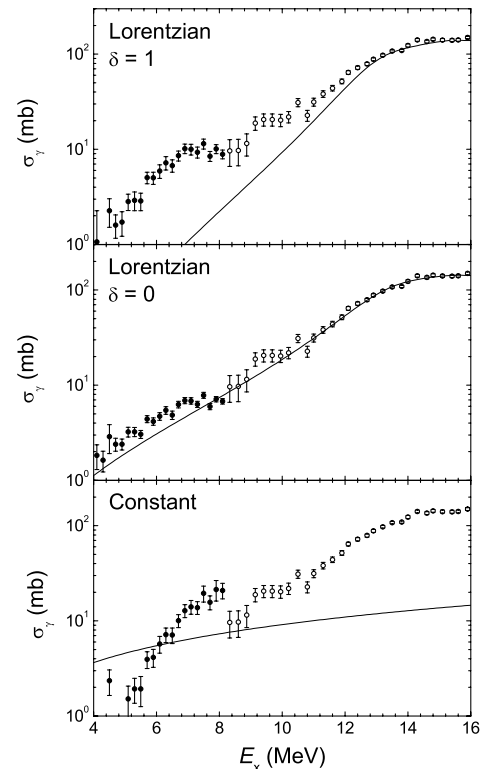 Lorentzian
δ = 1
10²
10¹
10⁰
σγ (mb)
Lorentzian
δ = 0
10²
10¹
10⁰
σγ (mb)
Constant
10²
10¹
10⁰
σγ (mb)
4 6 8 10 12 14 16
Eₓ (MeV)